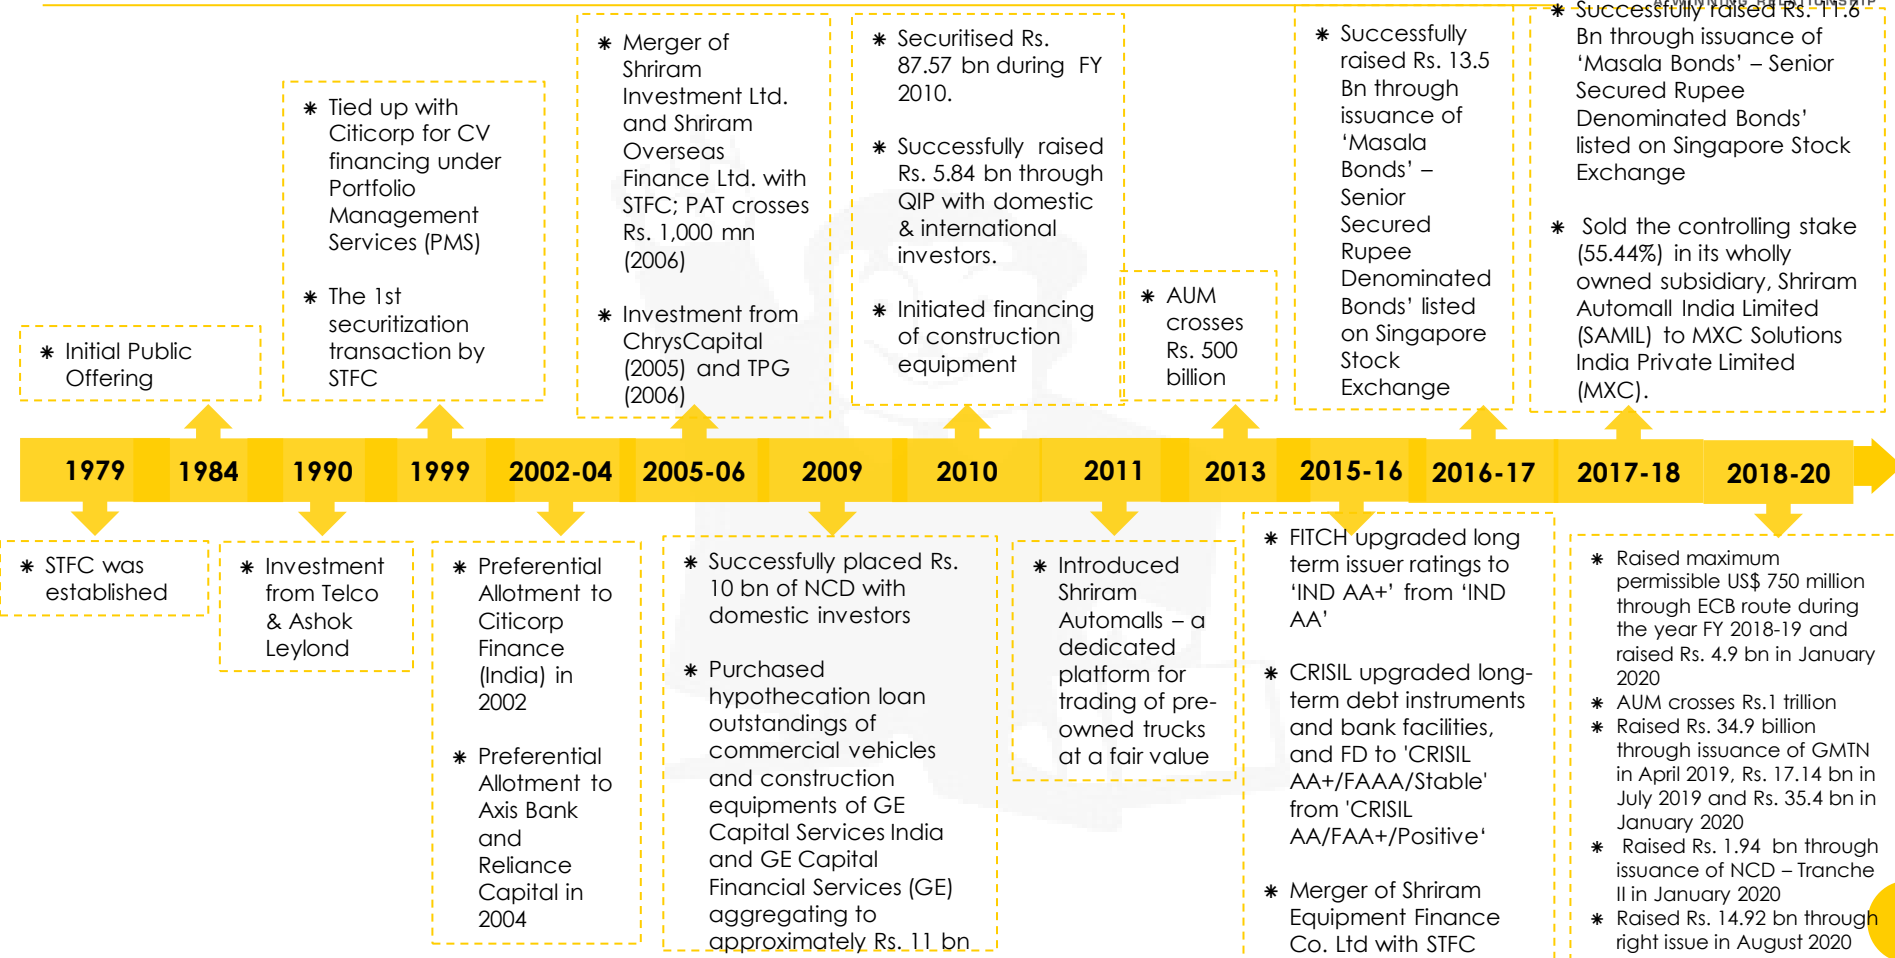 A WINNING RELATIONSHIP
✷ Initial Public
Offering
✷ Tied up with
Citicorp for CV
financing under
Portfolio
Management
Services (PMS)
✷ The 1st
securitization
transaction by
STFC
✷ Merger of
Shriram
Investment Ltd.
and Shriram
Overseas
Finance Ltd. with
STFC; PAT crosses
Rs. 1,000 mn
(2006)
✷ Investment from
ChrysCapital
(2005) and TPG
(2006)
✷ Securitised Rs.
87.57 bn during FY
2010.
✷ Successfully raised
Rs. 5.84 bn through
QIP with domestic
& international
investors.
✷ Initiated financing
of construction
equipment
✷ AUM
crosses
Rs. 500
billion
✷ Successfully
raised Rs. 13.5
Bn through
issuance of
‘Masala
Bonds’ –
Senior
Secured
Rupee
Denominated
Bonds’ listed
on Singapore
Stock
Exchange
✷ Successfully raised Rs. 11.6
Bn through issuance of
‘Masala Bonds’ – Senior
Secured Rupee
Denominated Bonds’
listed on Singapore Stock
Exchange
✷ Sold the controlling stake
(55.44%) in its wholly
owned subsidiary, Shriram
Automall India Limited
(SAMIL) to MXC Solutions
India Private Limited
(MXC).
1979 1984 1990 1999 2002-04 2005-06 2009 2010 2011 2013 2015-16 2016-17 2017-18 2018-20
✷ STFC was
established
✷ Investment
from Telco
& Ashok
Leylond
✷ Preferential
Allotment to
Citicorp
Finance
(India) in
2002
✷ Preferential
Allotment to
Axis Bank
and
Reliance
Capital in
2004
✷ Successfully placed Rs.
10 bn of NCD with
domestic investors
✷ Purchased
hypothecation loan
outstandings of
commercial vehicles
and construction
equipments of GE
Capital Services India
and GE Capital
Financial Services (GE)
aggregating to
approximately Rs. 11 bn
✷ Introduced
Shriram
Automalls – a
dedicated
platform for
trading of pre-
owned trucks
at a fair value
✷ FITCH upgraded long
term issuer ratings to
‘IND AA+’ from ‘IND
AA’
✷ CRISIL upgraded long-
term debt instruments
and bank facilities,
and FD to 'CRISIL
AA+/FAAA/Stable'
from 'CRISIL
AA/FAA+/Positive‘
✷ Merger of Shriram
Equipment Finance
Co. Ltd with STFC
✷ Raised maximum
permissible US$ 750 million
through ECB route during
the year FY 2018-19 and
raised Rs. 4.9 bn in January
2020
✷ AUM crosses Rs.1 trillion
✷ Raised Rs. 34.9 billion
through issuance of GMTN
in April 2019, Rs. 17.14 bn in
July 2019 and Rs. 35.4 bn in
January 2020
✷ Raised Rs. 1.94 bn through
issuance of NCD – Tranche
II in January 2020
✷ Raised Rs. 14.92 bn through
right issue in August 2020